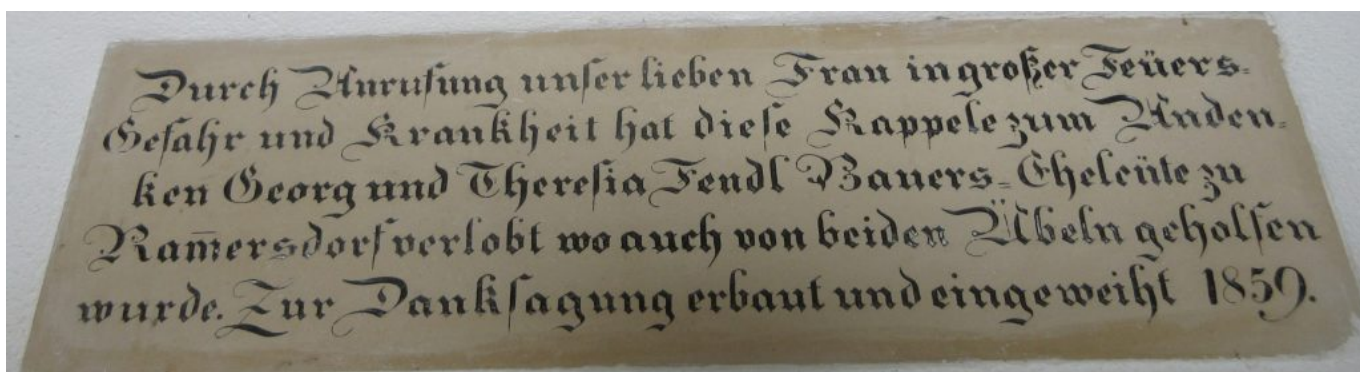 Durch Anrufung unser lieben Frau in großer Feüers=
Gefahr und Krankheit hat diese Kappele zum Anden=
ken Georg und Theresia Fendl Bauers=Eheleüte zu
Ram̅ersdorf verlobt wo auch von beiden Übeln geholfen
wurde. Zur Danksagung erbaut und eingeweiht 1859.